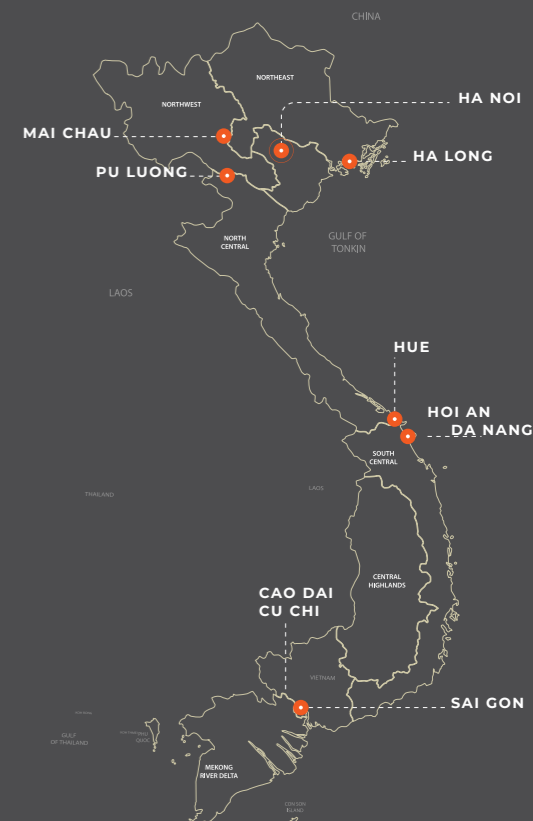 CHINA
NORTHEAST
HA NOI
NORTHWEST
MAI CHAU
HA LONG
PU LUONG
NORTH
CENTRAL
GULF OF
TONKIN
LAOS
HUE
HOI AN
DA NANG
SOUTH
CENTRAL
LAOS
THAILAND
CENTRAL
HIGHLANDS
CAO DAI
CU CHI
VIETNAM
SAI GON
GULF
OF THAILAND
PHU
QUOC
MEKONG
RIVER DELTA
CON SON
ISLAND